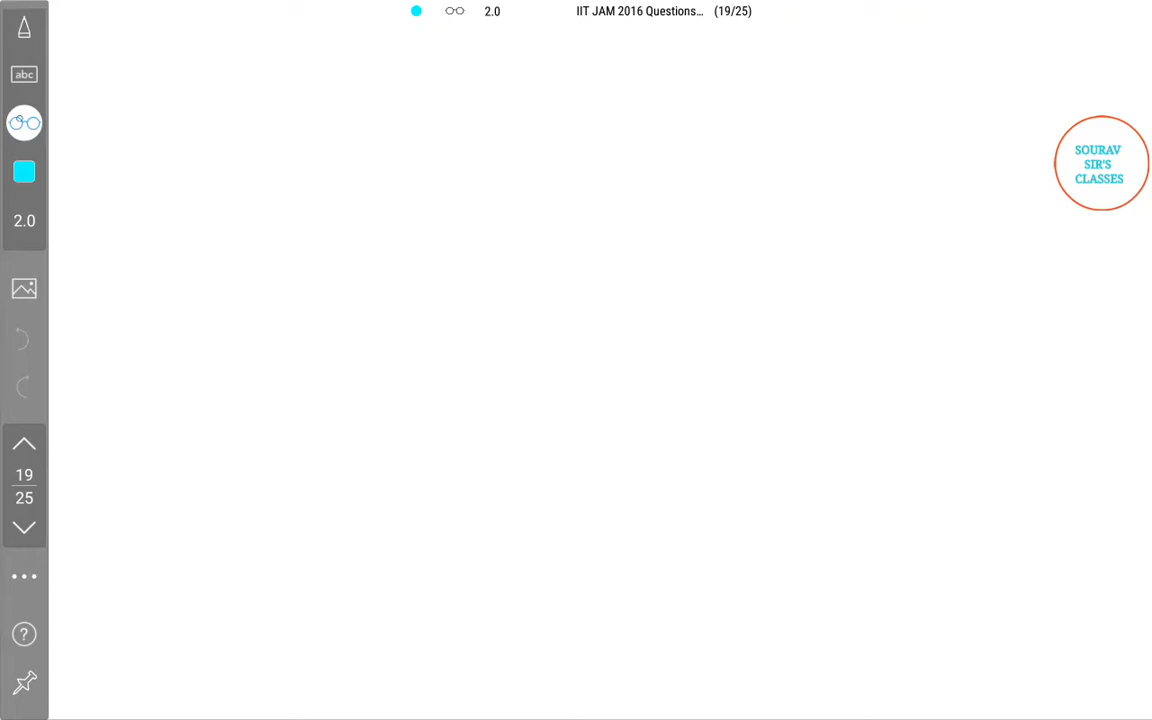 2.0 IIT JAM 2016 Questions... (19/25)
abc
2.0
19
25
?
SOURAV
SIR'S
CLASSES